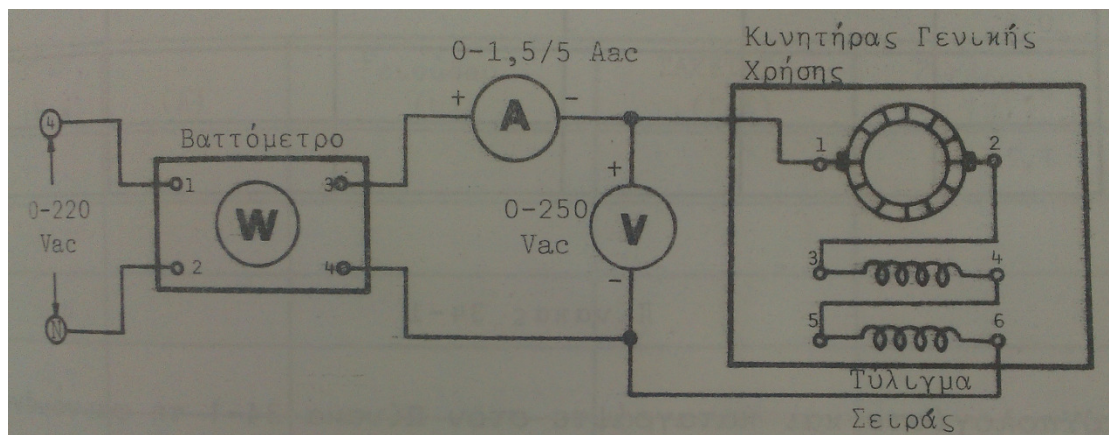 Κινητήρας Γενικής
Χρήσης
0-1,5/5 Aac
+
A
-
4
Βαττόμετρο
1
2
3
4
W
0-220
Vac
N
+
0-250
Vac
V
-
1
2
3
4
5
6
Τύλιγμα
Σειράς